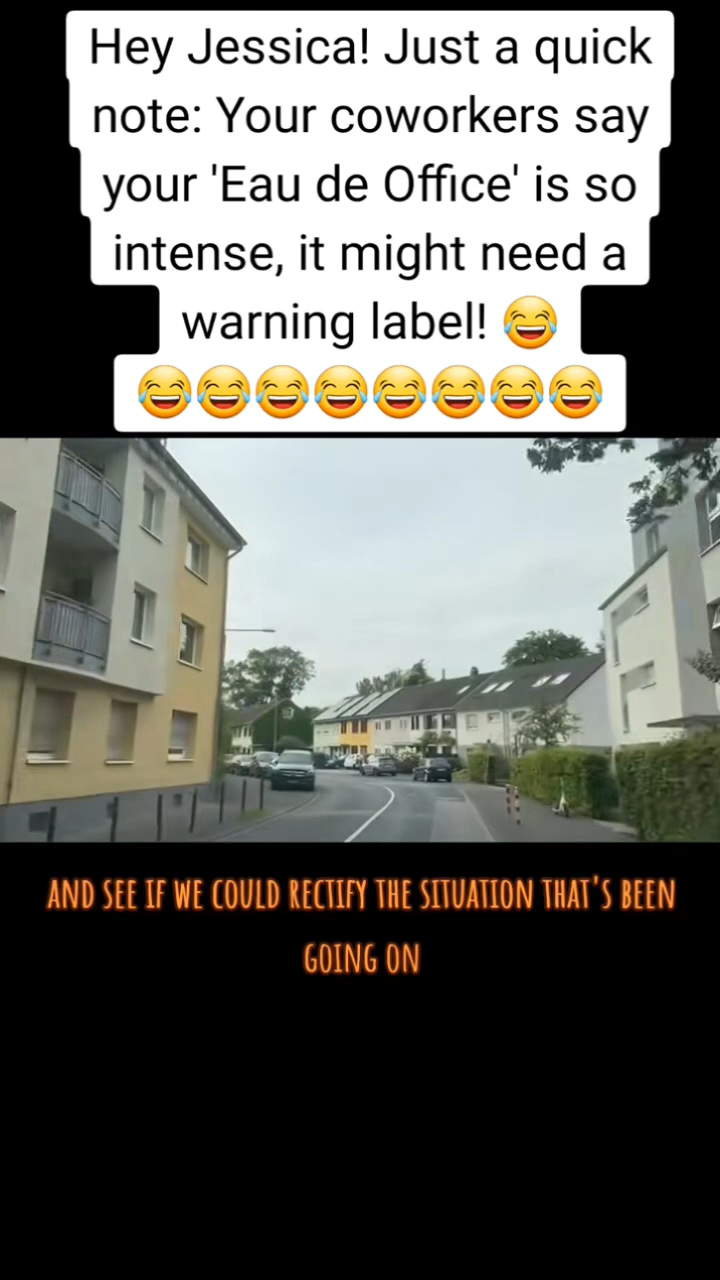 Hey Jessica! Just a quick
note: Your coworkers say
your 'Eau de Office' is so
intense, it might need a
warning label! 😂
😂😂😂😂😂😂😂😂
AND SEE IF WE COULD RECTIFY THE SITUATION THAT'S BEEN
GOING ON